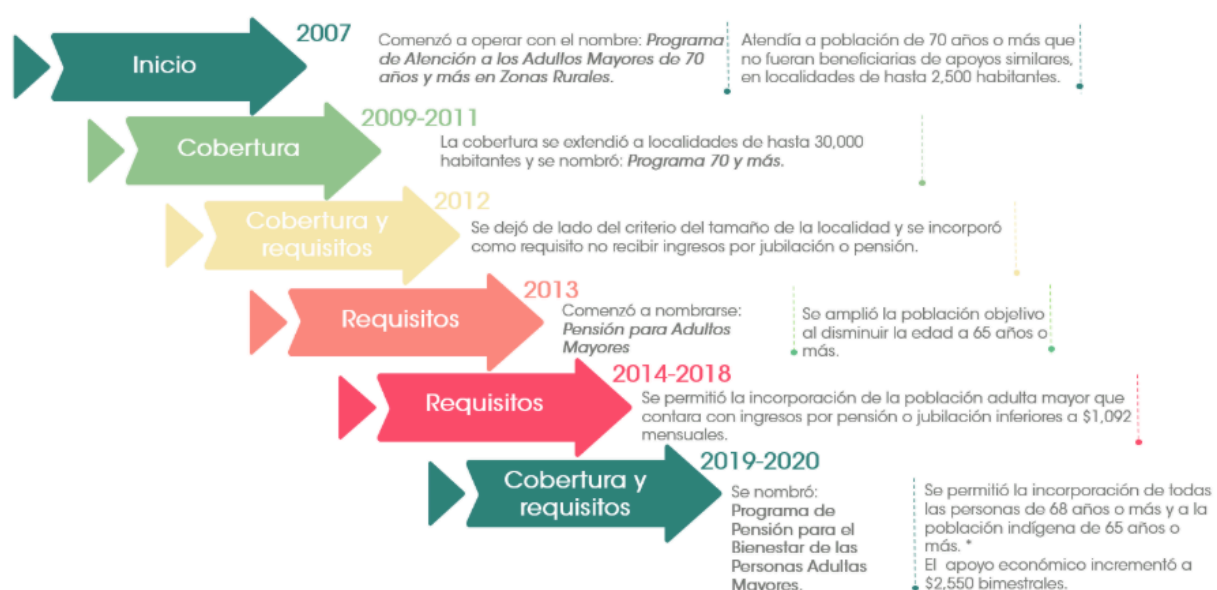 2007
Inicio
Comenzó a operar con el nombre: Programa
de Atención a los Adultos Mayores de 70
años y más en Zonas Rurales.
Atendía a población de 70 años o más que
no fueran beneficiarias de apoyos similares,
en localidades de hasta 2,500 habitantes.
2009-2011
Cobertura
La cobertura se extendió a localidades de hasta 30,000
habitantes y se nombró: Programa 70 y más.
2012
Cobertura y
requisitos
Se dejó de lado del criterio del tamaño de la localidad y se incorporó
como requisito no recibir ingresos por jubilación o pensión.
2013
Requisitos
Comenzó a nombrarse:
Pensión para Adultos
Mayores
Se amplió la población objetivo
al disminuir la edad a 65 años o
más.
2014-2018
Requisitos
Se permitió la incorporación de la población adulta mayor que
contara con ingresos por pensión o jubilación inferiores a $1,092
mensuales.
2019-2020
Cobertura y
requisitos
Se nombró:
Programa de
Pensión para el
Bienestar de las
Personas Adultas
Mayores.
Se permitió la incorporación de todas
las personas de 68 años o más y a la
población indígena de 65 años o
más. *
El apoyo económico incrementó a
$2,550 bimestrales.